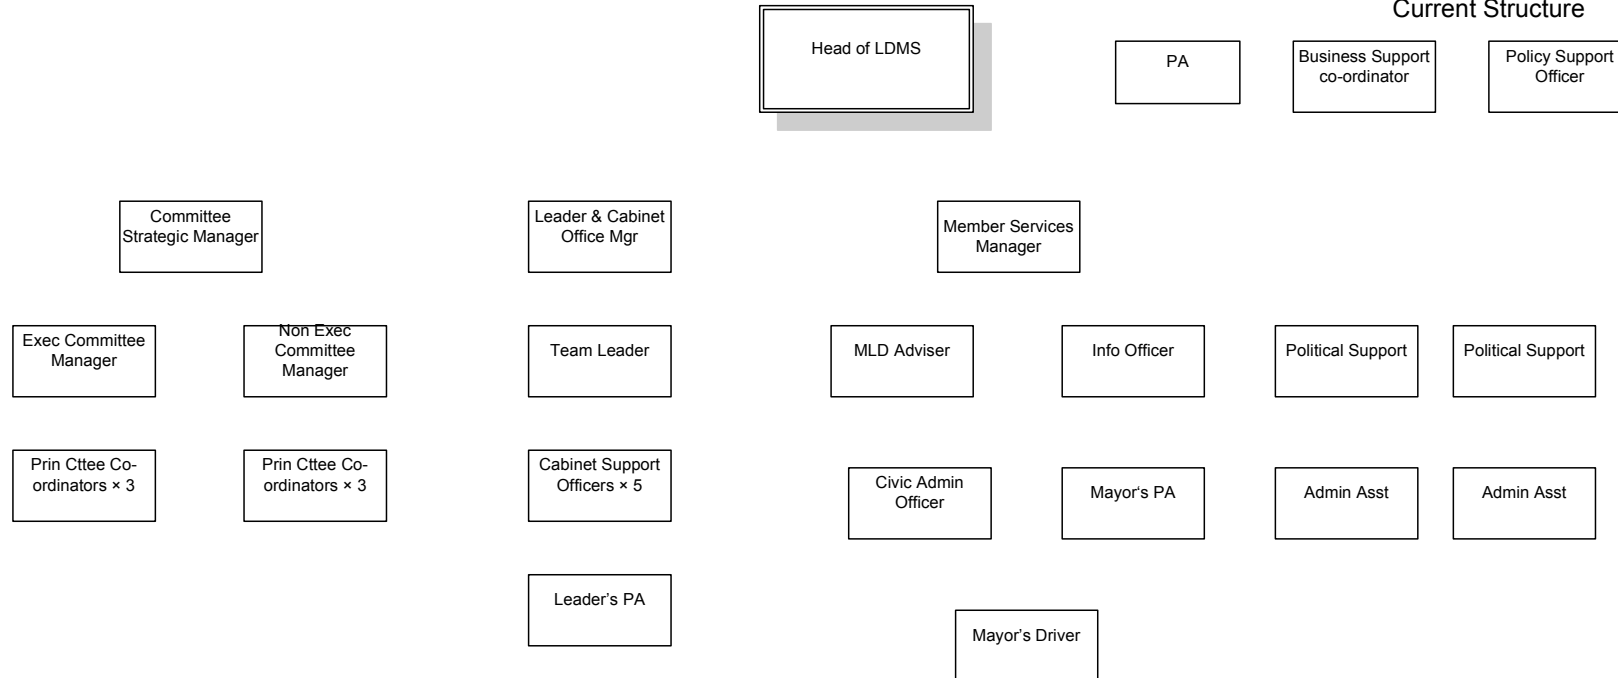 Current Structure
Head of LDMS
PA
Business Support
co-ordinator
Policy Support
Officer
Committee
Strategic Manager
Leader & Cabinet
Office Mgr
Member Services
Manager
Exec Committee
Manager
Non Exec
Committee
Manager
Team Leader
MLD Adviser
Info Officer
Political Support
Political Support
Prin Cttee Co-
ordinators × 3
Prin Cttee Co-
ordinators × 3
Cabinet Support
Officers × 5
Civic Admin
Officer
Mayor‘s PA
Admin Asst
Admin Asst
Leader’s PA
Mayor’s Driver